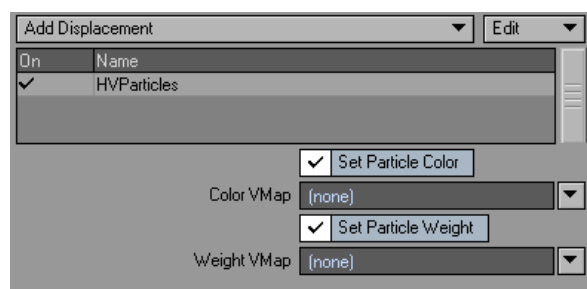 Add Displacement Edit
On Name
HVParticles
Set Particle Color
Color VMap (none)
Set Particle Weight
Weight VMap (none)